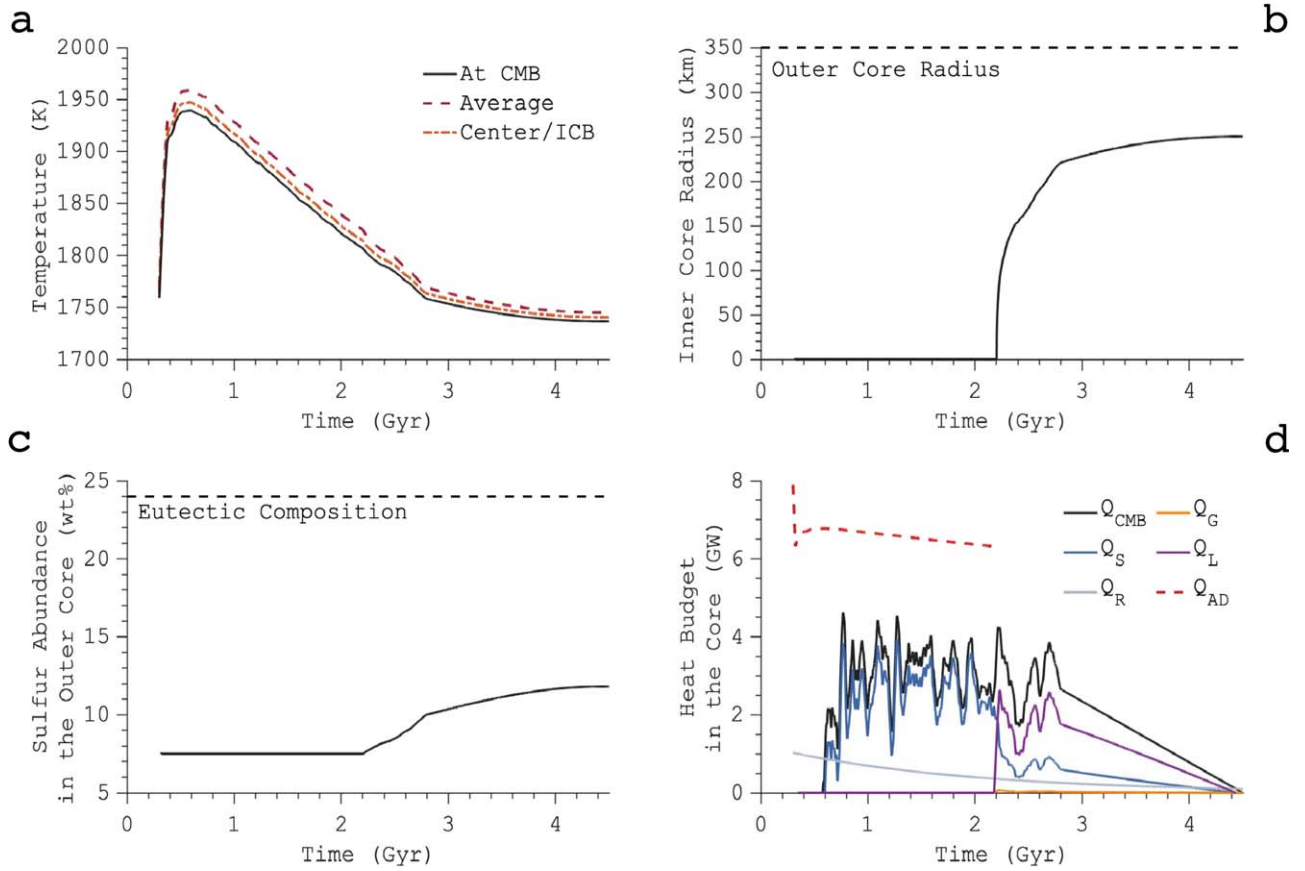 a
2000
1950
1900
1850
1800
1750
1700
Temperature (K)
At CMB
Average
Center/ICB
0
1
2
3
4
Time (Gyr)
b
350
300
250
200
150
100
50
0
Inner Core Radius (km)
Outer Core Radius
0
1
2
3
4
Time (Gyr)
c
25
20
15
10
5
Sulfur Abundance
in the Outer Core (wt%)
Eutectic Composition
0
1
2
3
4
Time (Gyr)
d
8
6
4
2
0
Heat Budget
in the Core (GW)
Q_CMB
Q_G
Q_S
Q_L
Q_R
Q_AD
0
1
2
3
4
Time (Gyr)